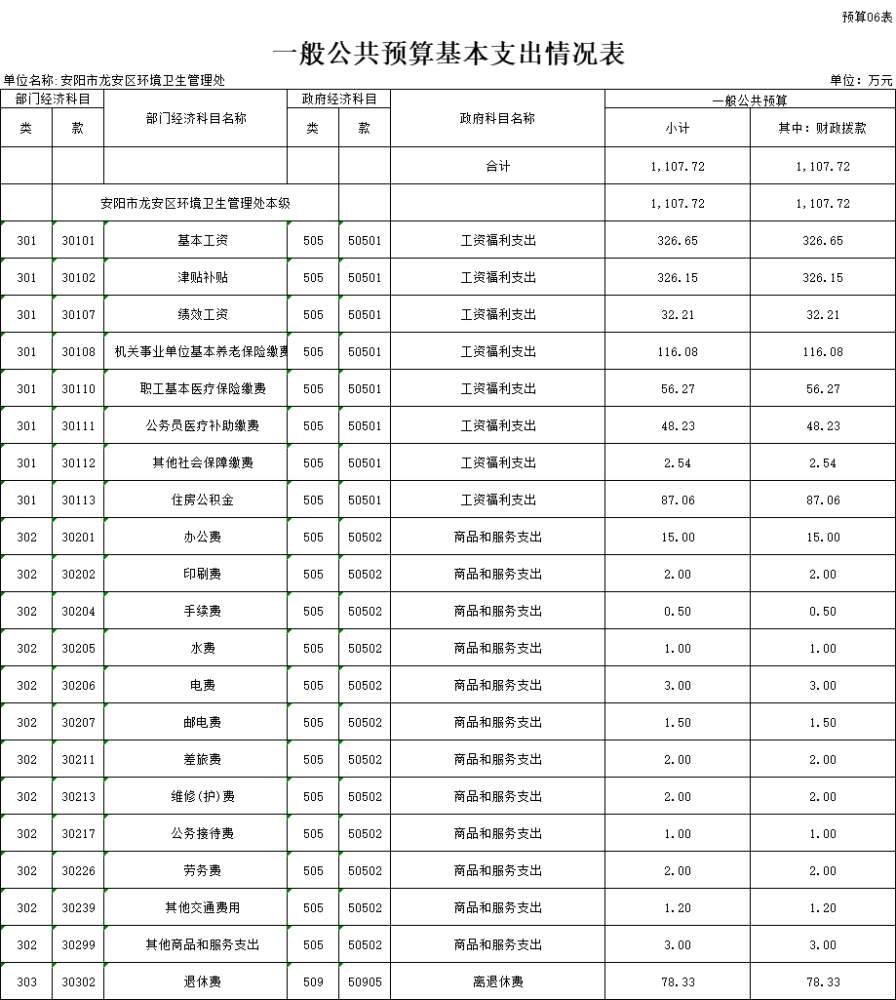 预算06表
一般公共预算基本支出情况表
单位名称:安阳市龙安区环境卫生管理处 单位：万元
部门经济科目 部门经济科目名称 政府经济科目 政府科目名称 一般公共预算
类 款 类 款 小计 其中：财政拨款
合计 1,107.72 1,107.72
安阳市龙安区环境卫生管理处本级 1,107.72 1,107.72
301 30101 基本工资 505 50501 工资福利支出 326.65 326.65
301 30102 津贴补贴 505 50501 工资福利支出 326.15 326.15
301 30107 绩效工资 505 50501 工资福利支出 32.21 32.21
301 30108 机关事业单位基本养老保险缴费 505 50501 工资福利支出 116.08 116.08
301 30110 职工基本医疗保险缴费 505 50501 工资福利支出 56.27 56.27
301 30111 公务员医疗补助缴费 505 50501 工资福利支出 48.23 48.23
301 30112 其他社会保障缴费 505 50501 工资福利支出 2.54 2.54
301 30113 住房公积金 505 50501 工资福利支出 87.06 87.06
302 30201 办公费 505 50502 商品和服务支出 15.00 15.00
302 30202 印刷费 505 50502 商品和服务支出 2.00 2.00
302 30204 手续费 505 50502 商品和服务支出 0.50 0.50
302 30205 水费 505 50502 商品和服务支出 1.00 1.00
302 30206 电费 505 50502 商品和服务支出 3.00 3.00
302 30207 邮电费 505 50502 商品和服务支出 1.50 1.50
302 30211 差旅费 505 50502 商品和服务支出 2.00 2.00
302 30213 维修(护)费 505 50502 商品和服务支出 2.00 2.00
302 30217 公务接待费 505 50502 商品和服务支出 1.00 1.00
302 30226 劳务费 505 50502 商品和服务支出 2.00 2.00
302 30239 其他交通费用 505 50502 商品和服务支出 1.20 1.20
302 30299 其他商品和服务支出 505 50502 商品和服务支出 3.00 3.00
303 30302 退休费 509 50905 离退休费 78.33 78.33